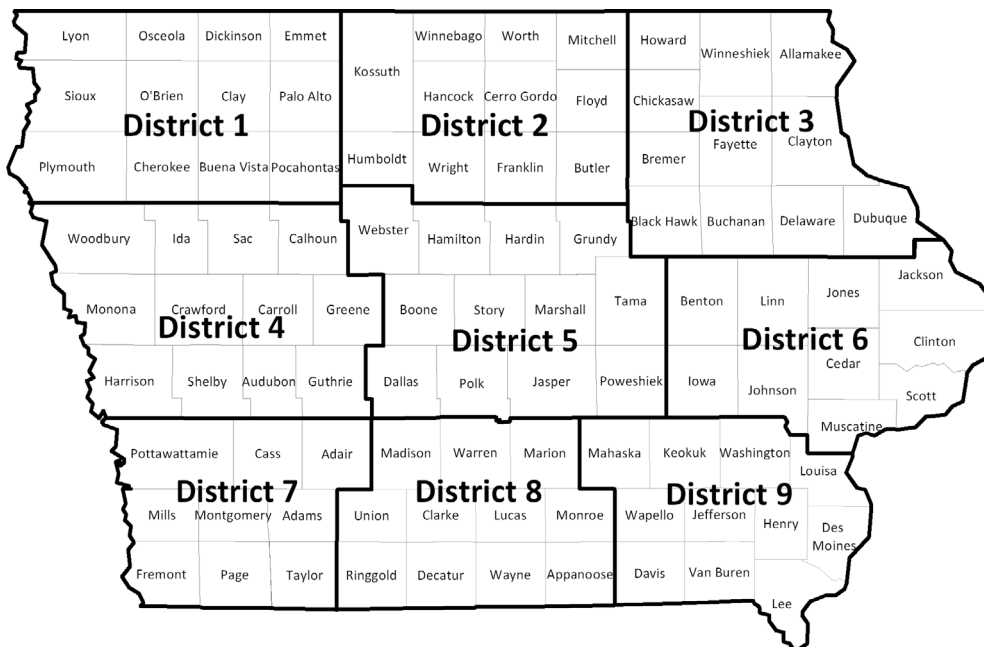 Lyon Osceola Dickinson Emmet Winnebago Worth Mitchell Howard Winneshiek Allamakee
Kossuth
Sioux O'Brien Clay Palo Alto Hancock Cerro Gordo Floyd Chickasaw
District 1 District 2 District 3
Plymouth Cherokee Buena Vista Pocahontas Humboldt Wright Franklin Butler Bremer Fayette Clayton
Black Hawk Buchanan Delaware Dubuque
Woodbury Ida Sac Calhoun Webster Hamilton Hardin Grundy
Jackson
Monona Crawford Carroll Greene Boone Story Marshall Tama Benton Linn Jones
District 4 District 5 District 6
Clinton
Cedar
Harrison Shelby Audubon Guthrie Dallas Polk Jasper Poweshiek Iowa Johnson Scott
Muscatine
Pottawattamie Cass Adair Madison Warren Marion Mahaska Keokuk Washington
Louisa
District 7 District 8 District 9
Mills Montgomery Adams Union Clarke Lucas Monroe Wapello Jefferson Henry Des
Moines
Fremont Page Taylor Ringgold Decatur Wayne Appanoose Davis Van Buren
Lee